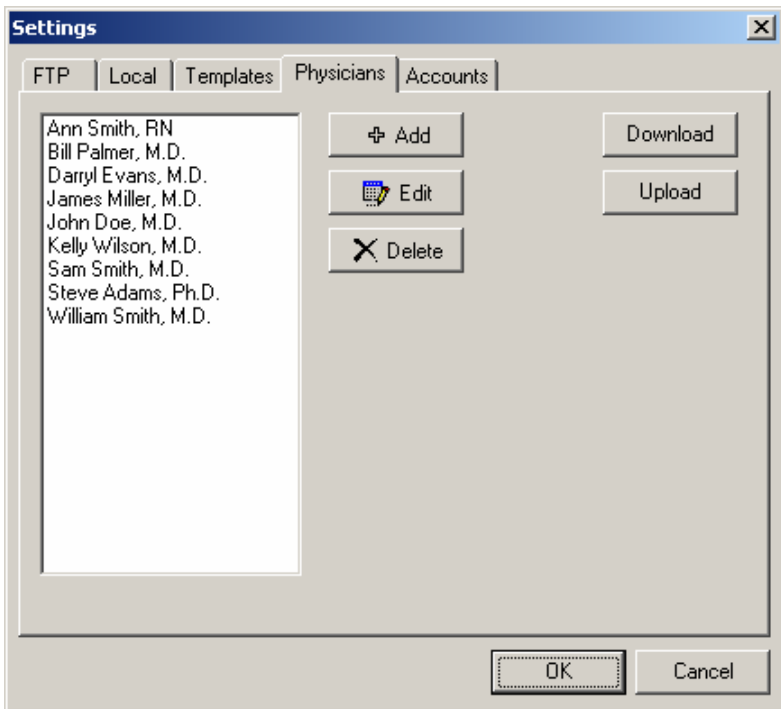 Settings
FTP Local Templates Physicians Accounts
Ann Smith, RN
Bill Palmer, M.D.
Darryl Evans, M.D.
James Miller, M.D.
John Doe, M.D.
Kelly Wilson, M.D.
Sam Smith, M.D.
Steve Adams, Ph.D.
William Smith, M.D.
Add
Edit
Delete
Download
Upload
OK Cancel